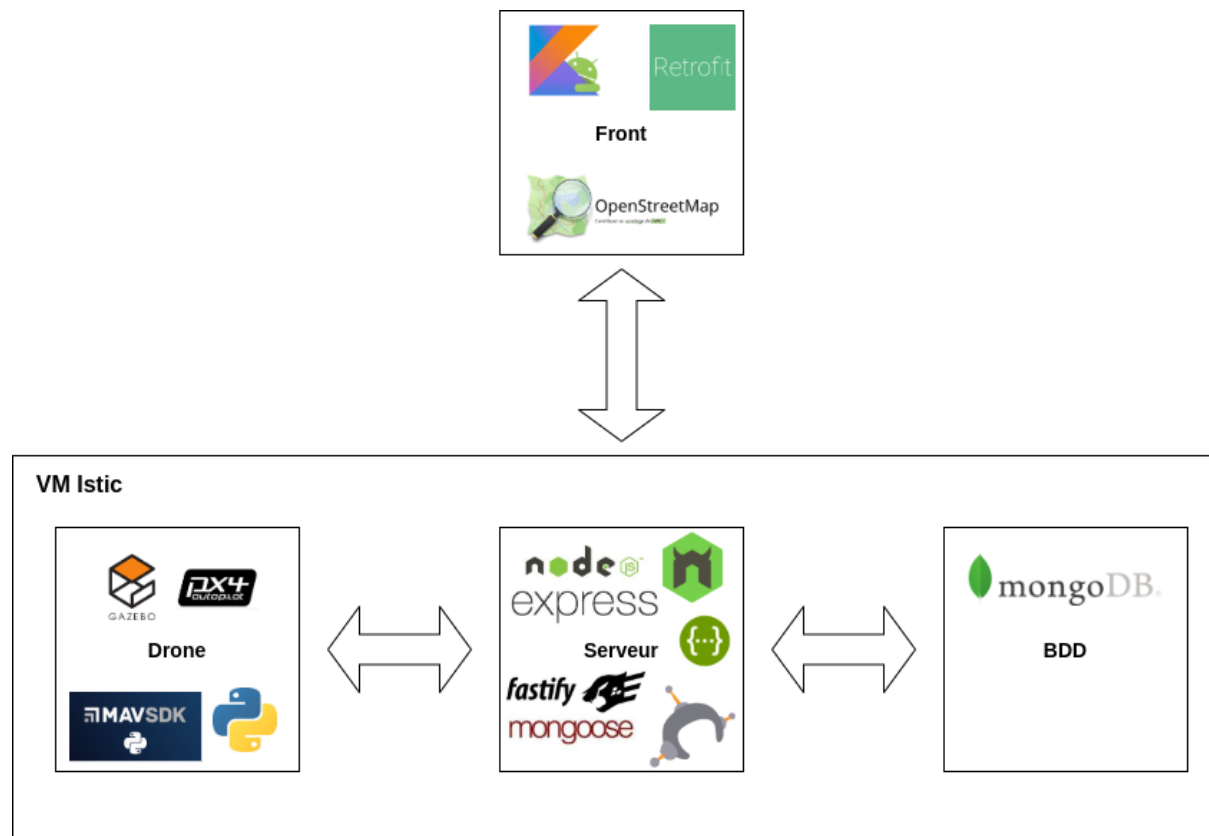 Retrofit
Front
OpenStreetMap
VM Istic
GAZEBO
px4
autopilot
Drone
MAVSDK
node
JS
express
{···}
Serveur
fastify
mongoose
mongoDB
BDD